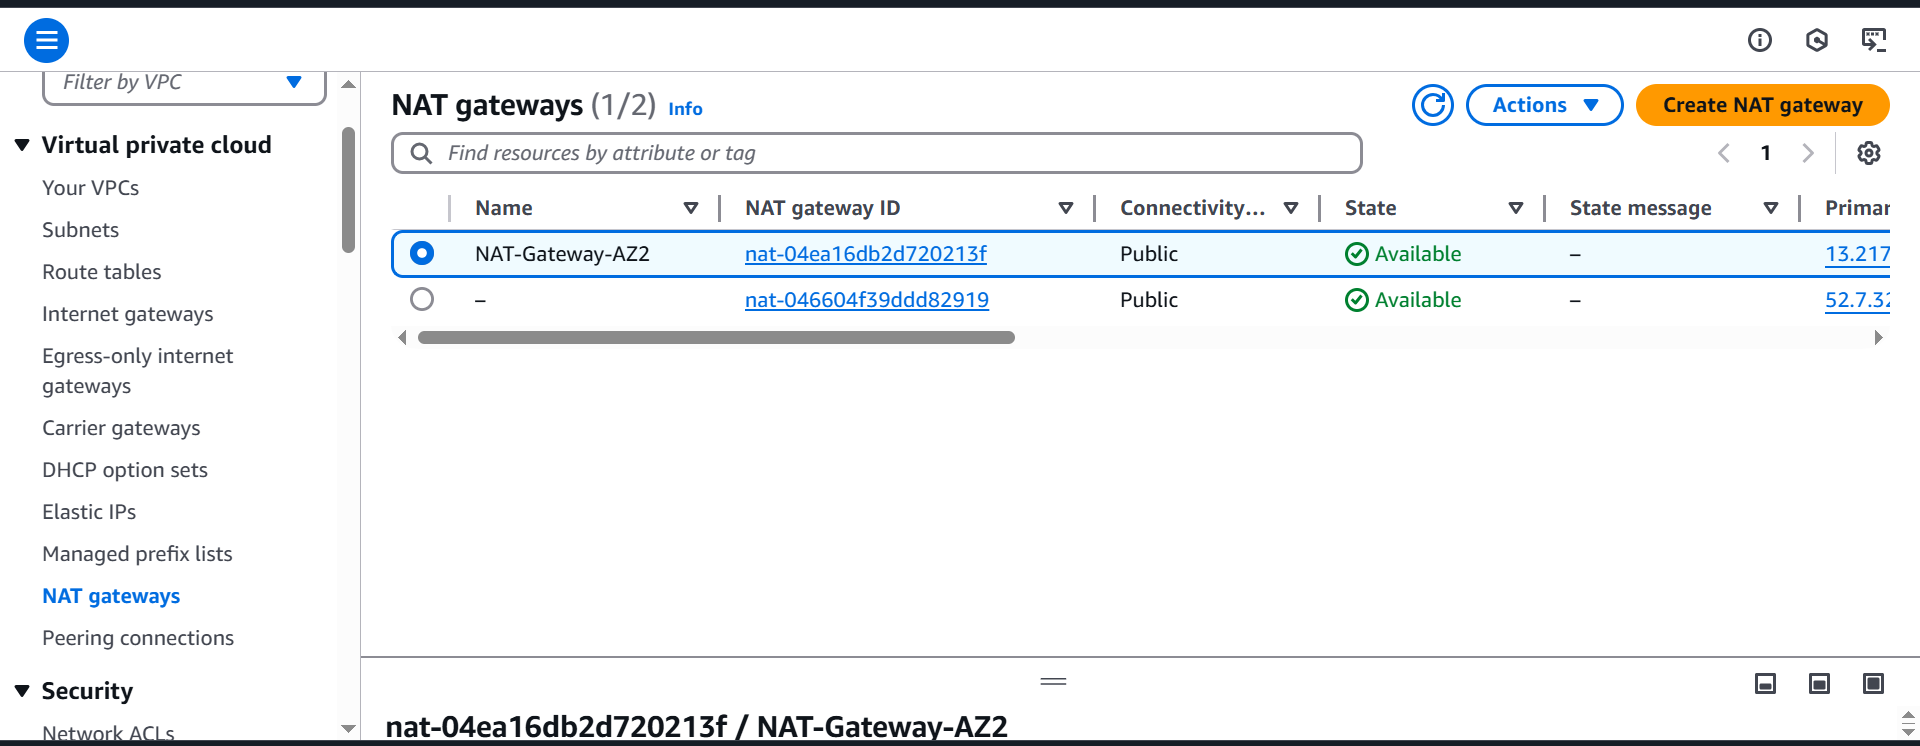 Filter by VPC
Virtual private cloud
Your VPCs
Subnets
Route tables
Internet gateways
Egress-only internet
gateways
Carrier gateways
DHCP option sets
Elastic IPs
Managed prefix lists
NAT gateways
Peering connections
Security
Network ACLs
NAT gateways (1/2) Info
Actions
Create NAT gateway
Find resources by attribute or tag
1
Name NAT gateway ID Connectivity... State State message Primar
NAT-Gateway-AZ2 nat-04ea16db2d720213f Public Available – 13.217
– nat-046604f39ddd82919 Public Available – 52.7.32
nat-04ea16db2d720213f / NAT-Gateway-AZ2